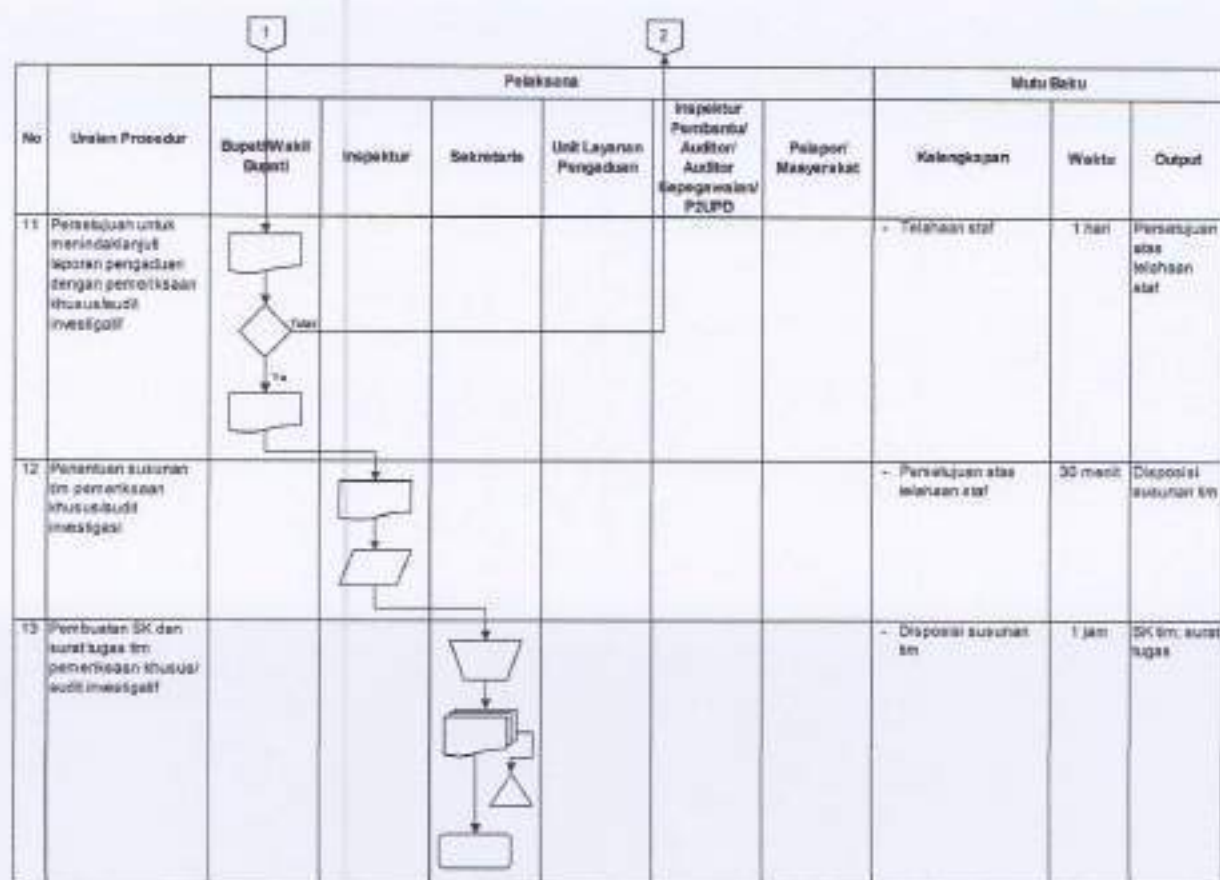 1
2
No
Uraian Prosedur
Pelaksana
Mutu Baku
Bupati/Wakil
Bupati
Inspektur
Sekretaris
Unit Layanan
Pengaduan
Inspektur
Pembantu/
Auditor/
Auditor
Kepegawaian/
P2UPD
Pelapor/
Masyarakat
Kelengkapan
Waktu
Output
11
Persetujuan untuk
menindaklanjuti
laporan pengaduan
dengan pemeriksaan
khusus/audit
investigatif
Tidak
Ya
- Telahaan staf
1 hari
Persetujuan
atas
telahaan
staf
12
Penentuan susunan
tim pemeriksaan
khusus/audit
investigasi
- Persetujuan atas
telahaan staf
30 menit
Disposisi
susunan tim
13
Pembuatan SK dan
surat tugas tim
pemeriksaan khusus/
audit investigatif
- Disposisi susunan
tim
1 jam
SK tim, surat
tugas